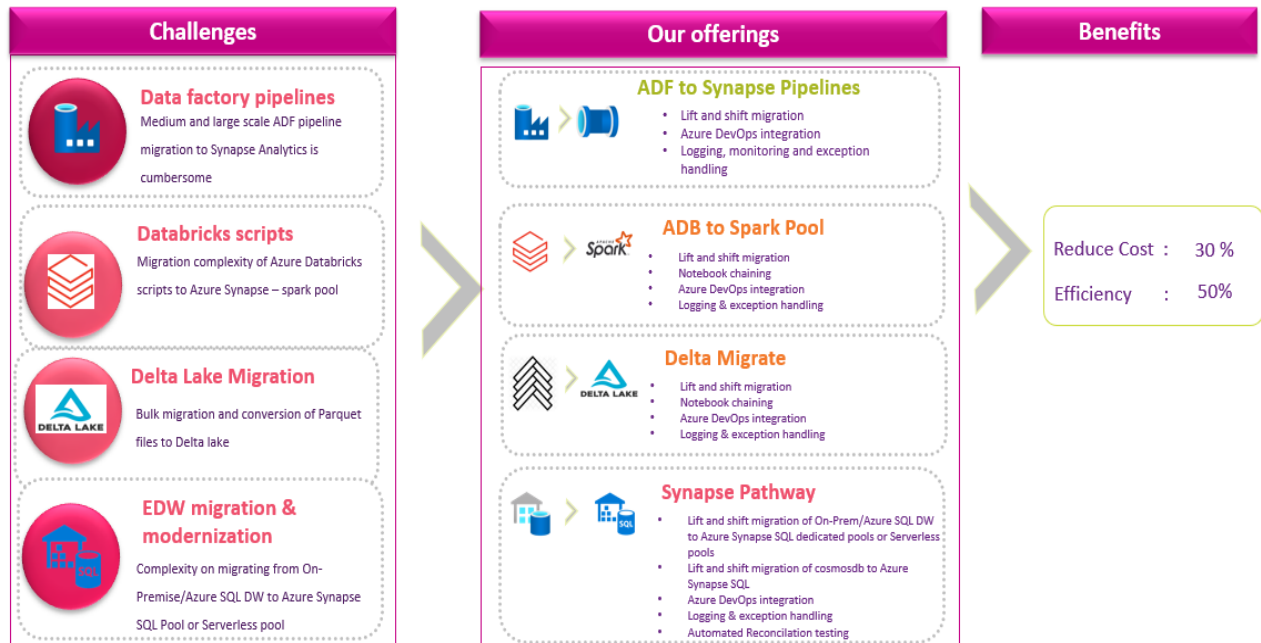 Challenges
Data factory pipelines
Medium and large scale ADF pipeline
migration to Synapse Analytics is
cumbersome
Databricks scripts
Migration complexity of Azure Databricks
scripts to Azure Synapse – spark pool
DELTA LAKE
Delta Lake Migration
Bulk migration and conversion of Parquet
files to Delta lake
SQL
EDW migration &
modernization
Complexity on migrating from On-
Premise/Azure SQL DW to Azure Synapse
SQL Pool or Serverless pool
Our offerings
ADF to Synapse Pipelines
• Lift and shift migration
• Azure DevOps integration
• Logging, monitoring and exception
handling
APACHE
Spark
ADB to Spark Pool
• Lift and shift migration
• Notebook chaining
• Azure DevOps integration
• Logging & exception handling
DELTA LAKE
Delta Migrate
• Lift and shift migration
• Notebook chaining
• Azure DevOps integration
• Logging & exception handling
SQL
Synapse Pathway
• Lift and shift migration of On-Prem/Azure SQL DW
to Azure Synapse SQL dedicated pools or Serverless
pools
• Lift and shift migration of cosmosdb to Azure
Synapse SQL
• Azure DevOps integration
• Logging & exception handling
• Automated Reconcilation testing
Benefits
Reduce Cost : 30 %
Efficiency : 50%